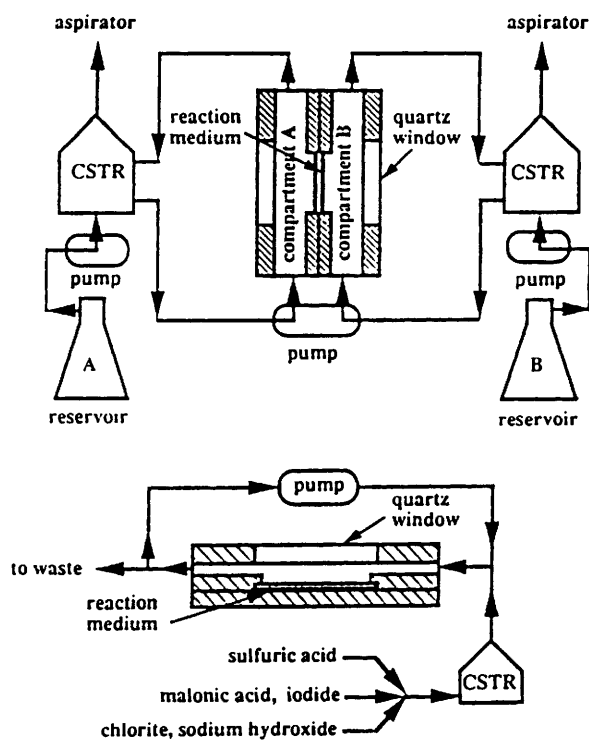 aspirator
aspirator
reaction
medium
compartment A
compartment B
quartz
window
CSTR
CSTR
pump
pump
pump
A
B
reservoir
reservoir
pump
quartz
window
to waste
reaction
medium
sulfuric acid
malonic acid, iodide
chlorite, sodium hydroxide
CSTR